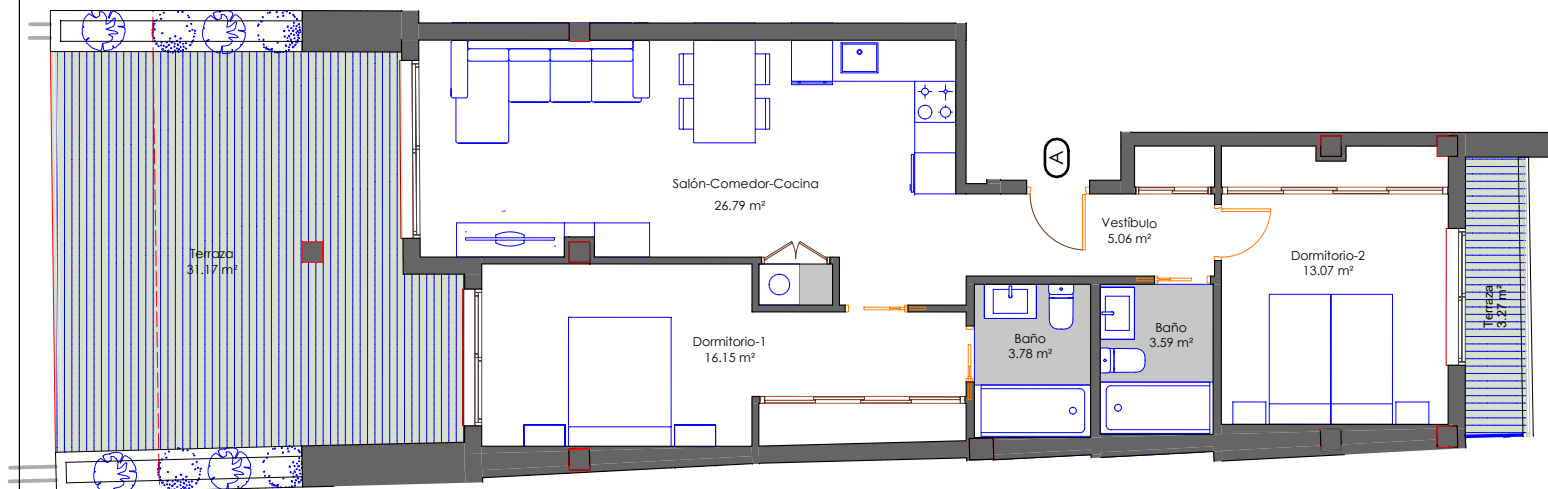 A
Salón-Comedor-Cocina
26.79 m²
Vestíbulo
5.06 m²
Terraza
31.17 m²
Dormitorio-2
13.07 m²
Terraza
3.27 m²
Dormitorio-1
16.15 m²
Baño
3.78 m²
Baño
3.59 m²